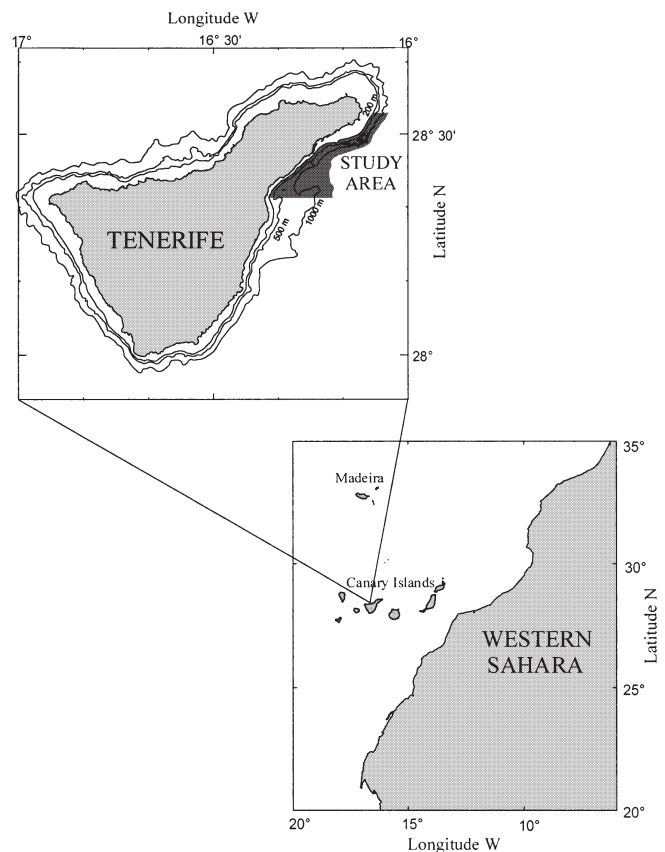 Longitude W
17° 16° 30' 16°
200 m
28° 30'
STUDY
AREA
TENERIFE
500 m
1000 m
Latitude N
28°
35°
Madeira
30°
Canary Islands
Latitude N
WESTERN
SAHARA
25°
20°
20° 15° 10°
Longitude W